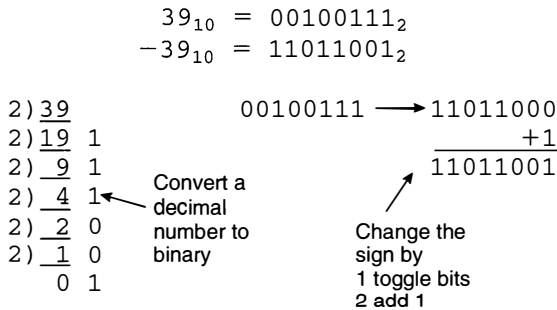 39₁₀ = 00100111₂
−39₁₀ = 11011001₂
2)39
2)19 1
2) 9 1
2) 4 1
2) 2 0
2) 1 0
0 1
Convert a
decimal
number to
binary
00100111 → 11011000
+1
11011001
Change the
sign by
1 toggle bits
2 add 1